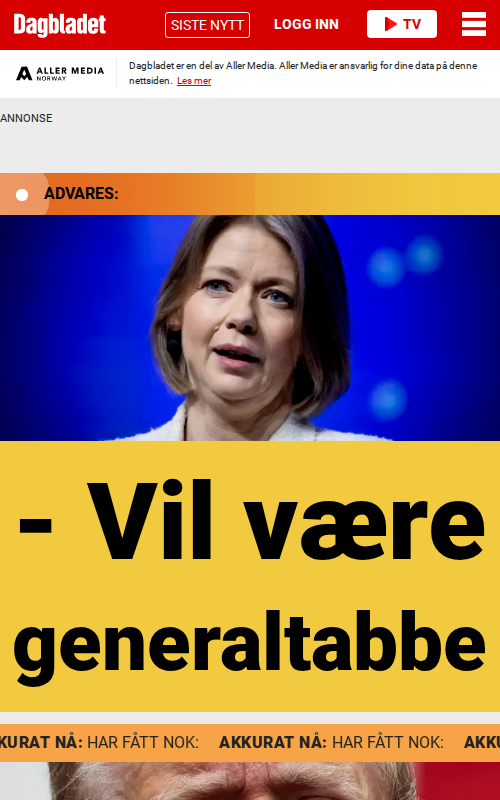 Dagbladet
SISTE NYTT
LOGG INN
TV
ALLER MEDIA
NORWAY
Dagbladet er en del av Aller Media. Aller Media er ansvarlig for dine data på denne
nettsiden. Les mer
ANNONSE
ADVARES:
- Vil være
generaltabbe
KURAT NÅ: HAR FÅTT NOK: AKKURAT NÅ: HAR FÅTT NOK: AKKU